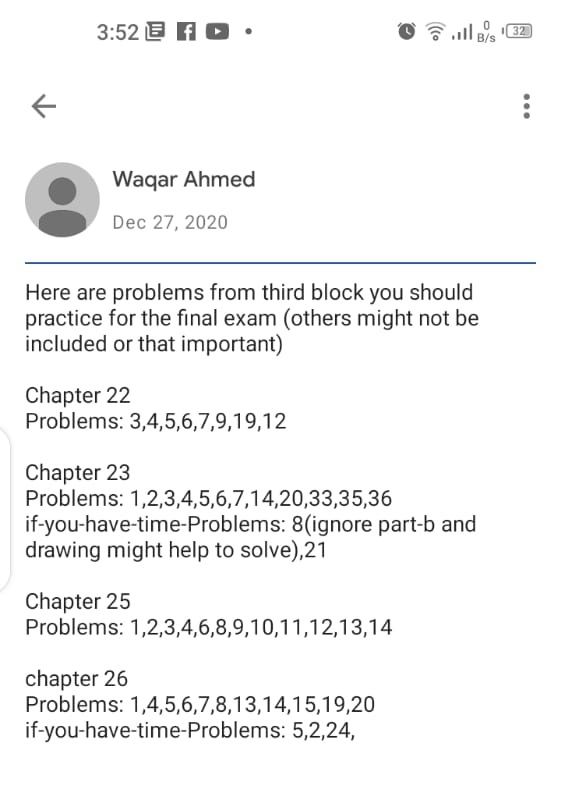 3:52
0
B/s
32
Waqar Ahmed
Dec 27, 2020
Here are problems from third block you should
practice for the final exam (others might not be
included or that important)
Chapter 22
Problems: 3,4,5,6,7,9,19,12
Chapter 23
Problems: 1,2,3,4,5,6,7,14,20,33,35,36
if-you-have-time-Problems: 8(ignore part-b and
drawing might help to solve),21
Chapter 25
Problems: 1,2,3,4,6,8,9,10,11,12,13,14
chapter 26
Problems: 1,4,5,6,7,8,13,14,15,19,20
if-you-have-time-Problems: 5,2,24,